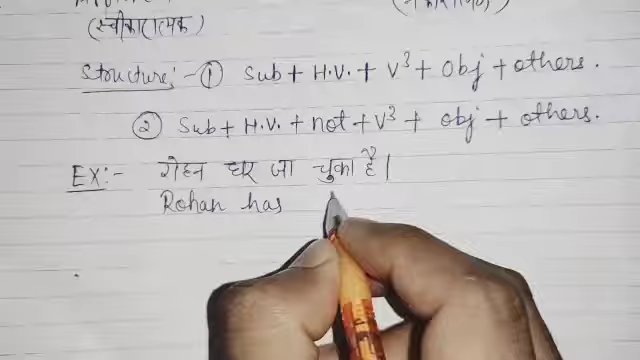 (स्वीकारात्मक)
Structure:- ① Sub + H.V. + V³ + Obj + others.
② Sub + H.V. + not + V³ + obj + others.
Ex:- रोहन घर जा चुका है।
Rohan has